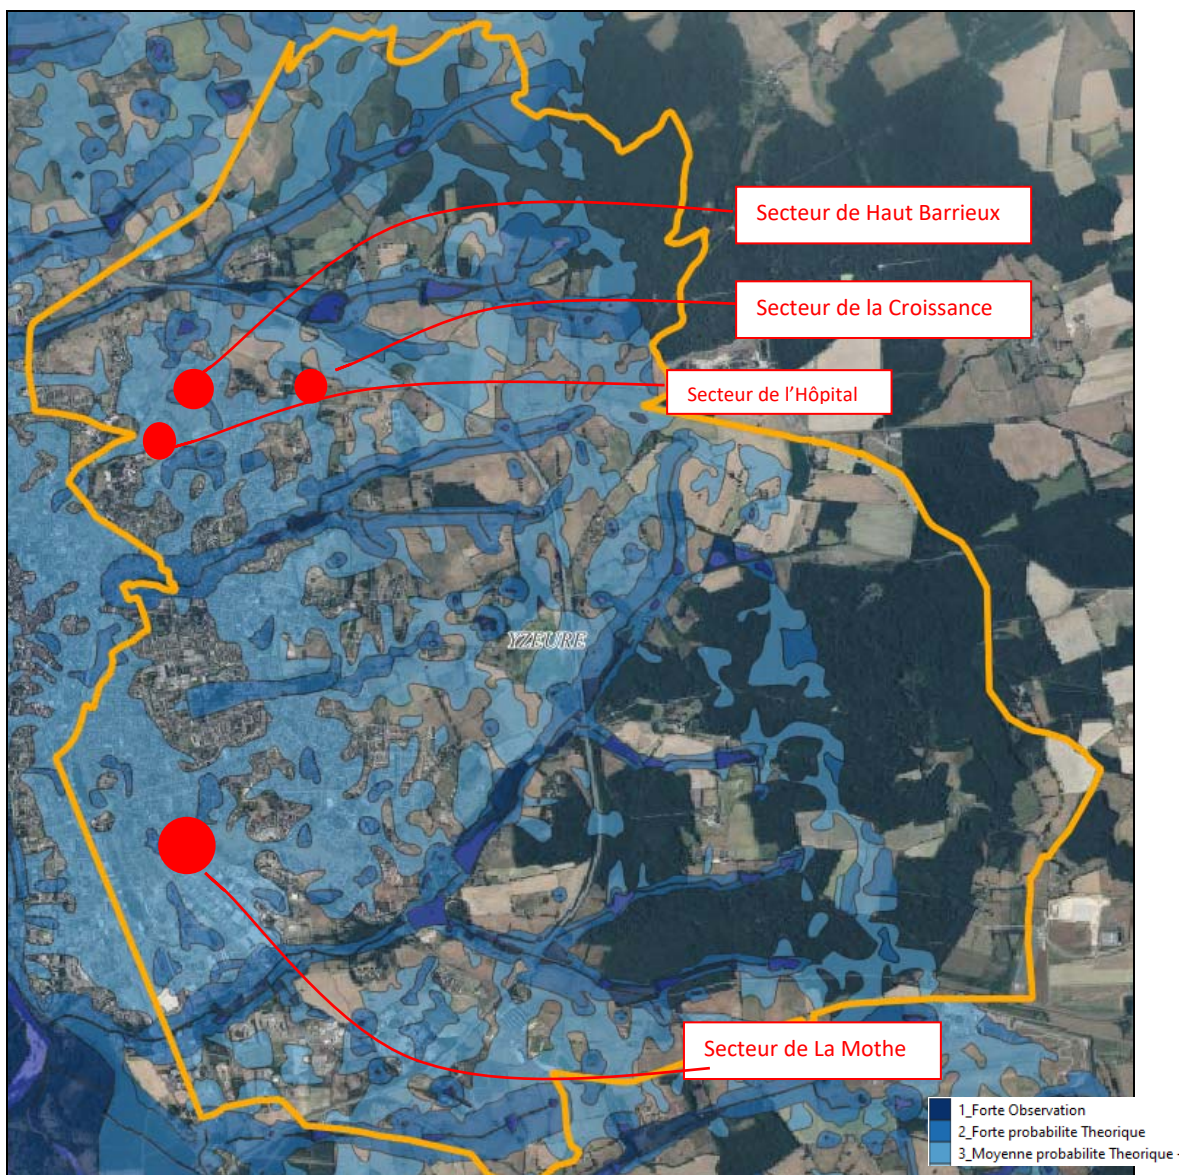 Secteur de Haut Barrieux
Secteur de la Croissance
Secteur de l’Hôpital
YZEURE
Secteur de La Mothe
1_Forte Observation
2_Forte probabilite Theorique
3_Moyenne probabilite Theorique -